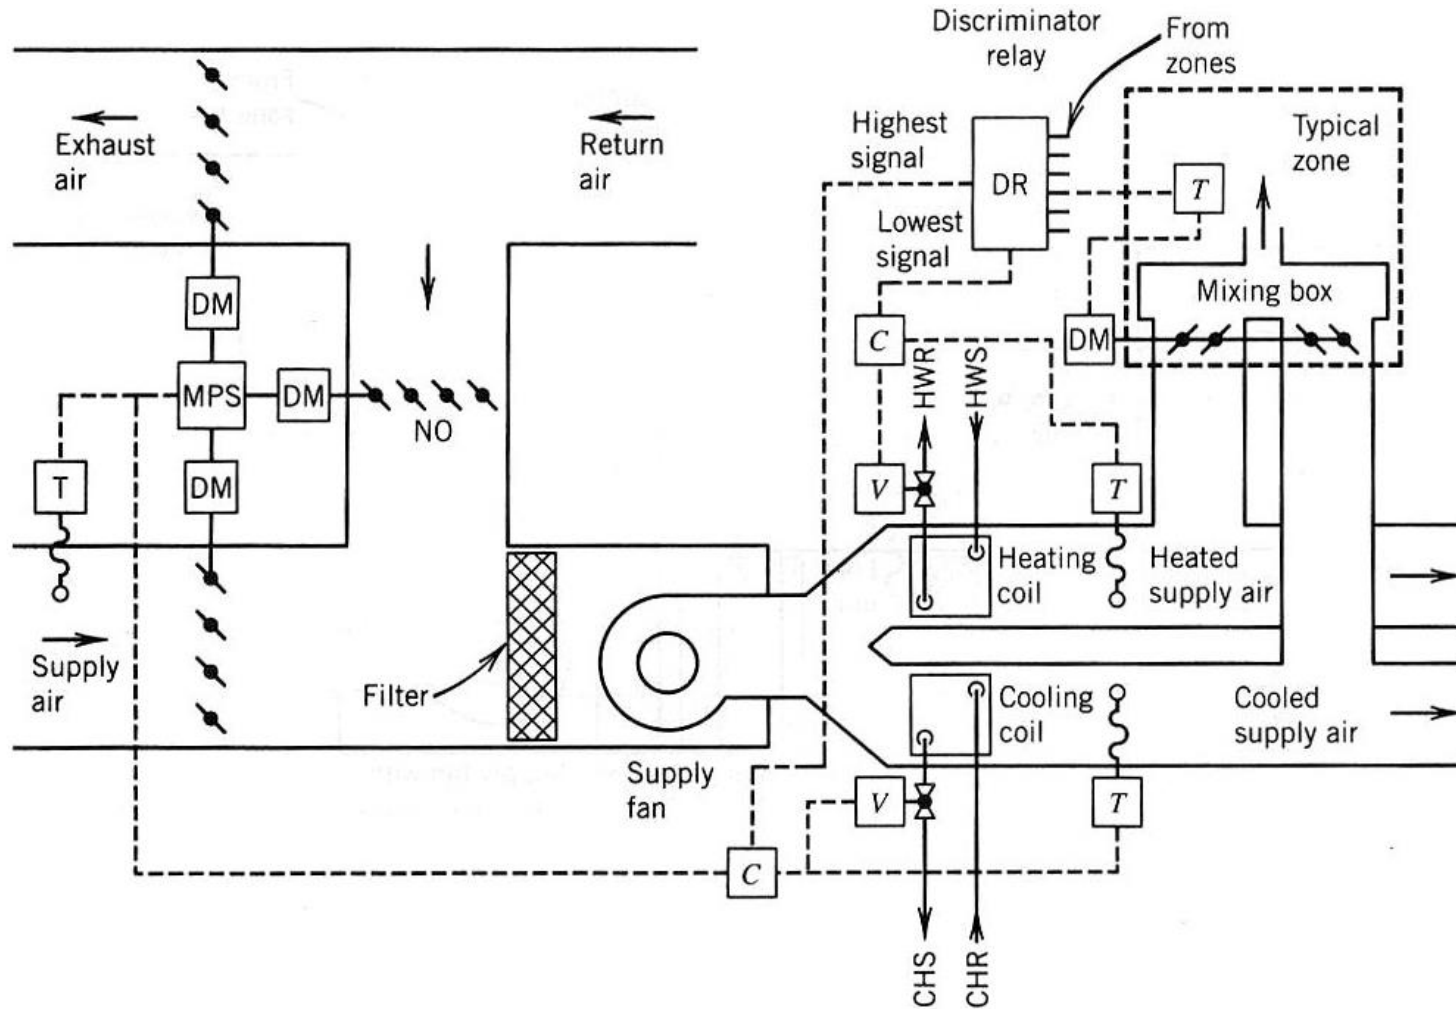 Discriminator
relay
From
zones
Exhaust
air
Return
air
Highest
signal
DR
T
Typical
zone
Lowest
signal
DM
Mixing box
C
DM
HWR
HWS
MPS
DM
NO
T
DM
V
T
Heating
coil
Heated
supply air
Supply
air
Filter
Cooling
coil
Cooled
supply air
Supply
fan
V
T
C
CHS
CHR